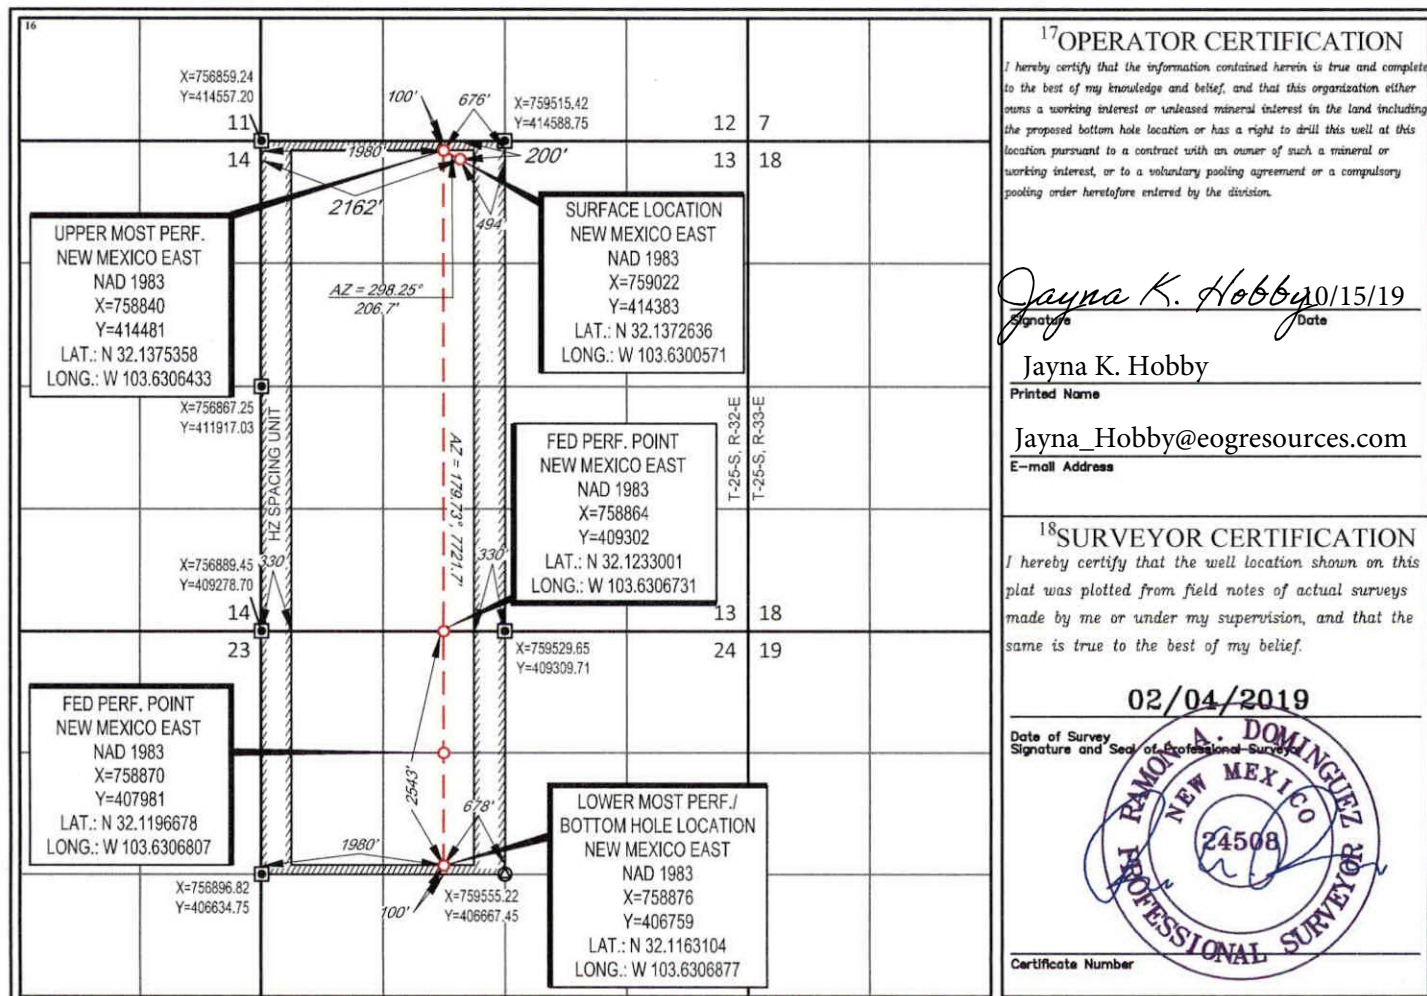 16
X=756859.24
Y=414557.20
100'
676'
X=759515.42
Y=414588.75
11
12
7
14
1980'
200'
13
18
2162'
494'
UPPER MOST PERF.
NEW MEXICO EAST
NAD 1983
X=758840
Y=414481
LAT.: N 32.1375358
LONG.: W 103.6306433
SURFACE LOCATION
NEW MEXICO EAST
NAD 1983
X=759022
Y=414383
LAT.: N 32.1372636
LONG.: W 103.6300571
AZ = 298.25°
206.7'
X=756867.25
Y=411917.03
HZ SPACING UNIT
AZ = 179.73°, 7721.7'
T-25-S, R-32-E
T-25-S, R-33-E
FED PERF. POINT
NEW MEXICO EAST
NAD 1983
X=758864
Y=409302
LAT.: N 32.1233001
LONG.: W 103.6306731
X=756889.45
Y=409278.70
330'
330'
14
13
18
23
24
19
X=759529.65
Y=409309.71
FED PERF. POINT
NEW MEXICO EAST
NAD 1983
X=758870
Y=407981
LAT.: N 32.1196678
LONG.: W 103.6306807
2543'
678'
1980'
LOWER MOST PERF./
BOTTOM HOLE LOCATION
NEW MEXICO EAST
NAD 1983
X=758876
Y=406759
LAT.: N 32.1163104
LONG.: W 103.6306877
X=756896.82
Y=406634.75
100'
X=759555.22
Y=406667.45
17 OPERATOR CERTIFICATION
I hereby certify that the information contained herein is true and complete
to the best of my knowledge and belief, and that this organization either
owns a working interest or unleased mineral interest in the land including
the proposed bottom hole location or has a right to drill this well at this
location pursuant to a contract with an owner of such a mineral or
working interest, or to a voluntary pooling agreement or a compulsory
pooling order heretofore entered by the division.
Jayna K. Hobby 10/15/19
Signature Date
Jayna K. Hobby
Printed Name
Jayna_Hobby@eogresources.com
E-mail Address
18 SURVEYOR CERTIFICATION
I hereby certify that the well location shown on this
plat was plotted from field notes of actual surveys
made by me or under my supervision, and that the
same is true to the best of my belief.
02/04/2019
Date of Survey
Signature and Seal of Professional Surveyor
RAMON A. DOMINGUEZ
NEW MEXICO
24508
PROFESSIONAL SURVEYOR
Certificate Number